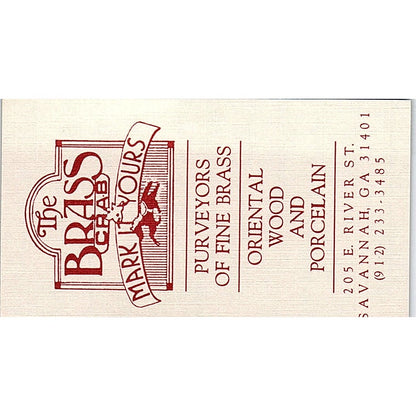 The
BRASS
CRAB
MARK IT YOURS
PURVEYORS
OF FINE BRASS
ORIENTAL
WOOD
AND
PORCELAIN
205 E. RIVER ST.
SAVANNAH, GA 31401
(912) 233-3485